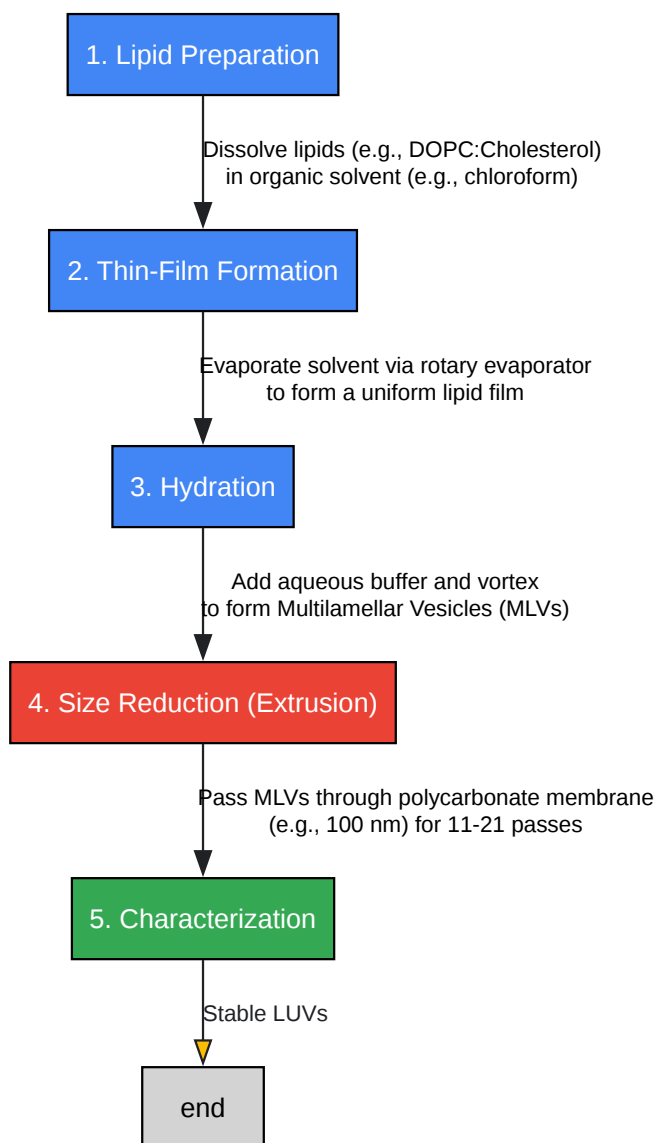 1. Lipid Preparation
Dissolve lipids (e.g., DOPC:Cholesterol)
in organic solvent (e.g., chloroform)
2. Thin-Film Formation
Evaporate solvent via rotary evaporator
to form a uniform lipid film
3. Hydration
Add aqueous buffer and vortex
to form Multilamellar Vesicles (MLVs)
4. Size Reduction (Extrusion)
Pass MLVs through polycarbonate membrane
(e.g., 100 nm) for 11-21 passes
5. Characterization
Stable LUVs
end